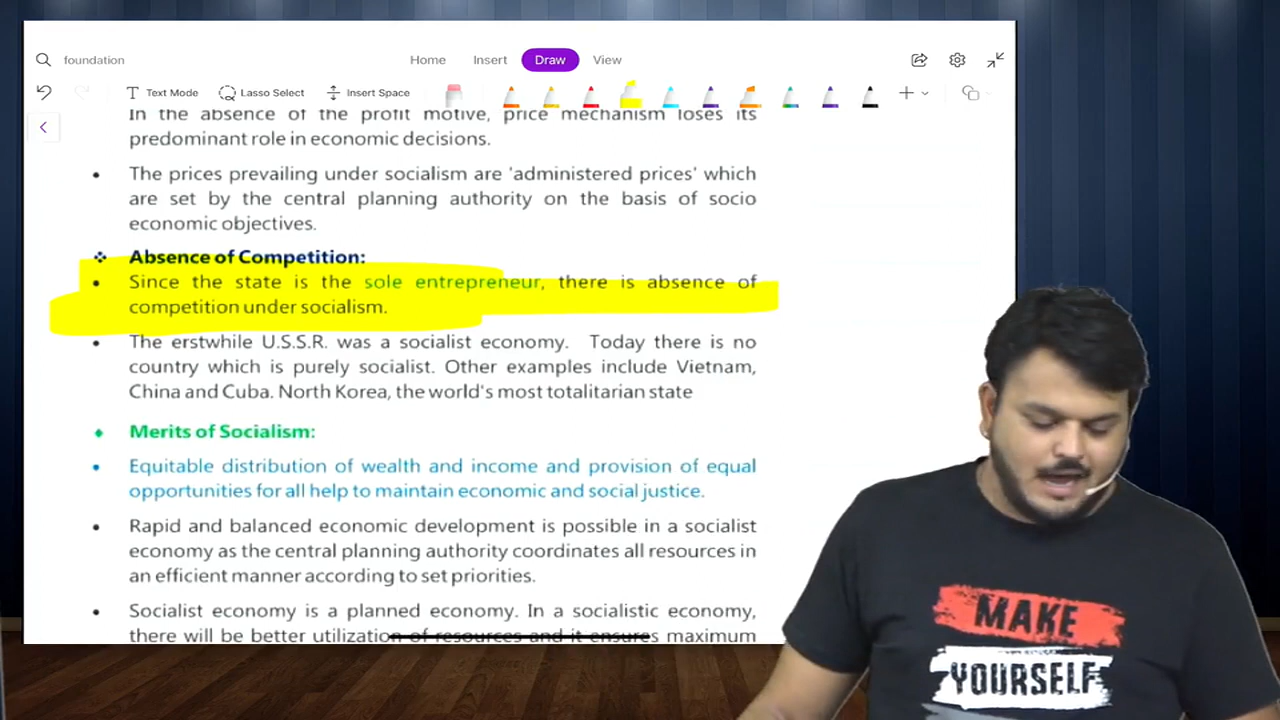 foundation
Home Insert Draw View
Text Mode Lasso Select Insert Space
In the absence of the profit motive, price mechanism loses its
predominant role in economic decisions.
• The prices prevailing under socialism are 'administered prices' which
are set by the central planning authority on the basis of socio
economic objectives.
❖ Absence of Competition:
• Since the state is the sole entrepreneur, there is absence of
competition under socialism.
• The erstwhile U.S.S.R. was a socialist economy. Today there is no
country which is purely socialist. Other examples include Vietnam,
China and Cuba. North Korea, the world's most totalitarian state
♦ Merits of Socialism:
• Equitable distribution of wealth and income and provision of equal
opportunities for all help to maintain economic and social justice.
• Rapid and balanced economic development is possible in a socialist
economy as the central planning authority coordinates all resources in
an efficient manner according to set priorities.
• Socialist economy is a planned economy. In a socialistic economy,
there will be better utilization of resources and it ensures maximum
MAKE
YOURSELF